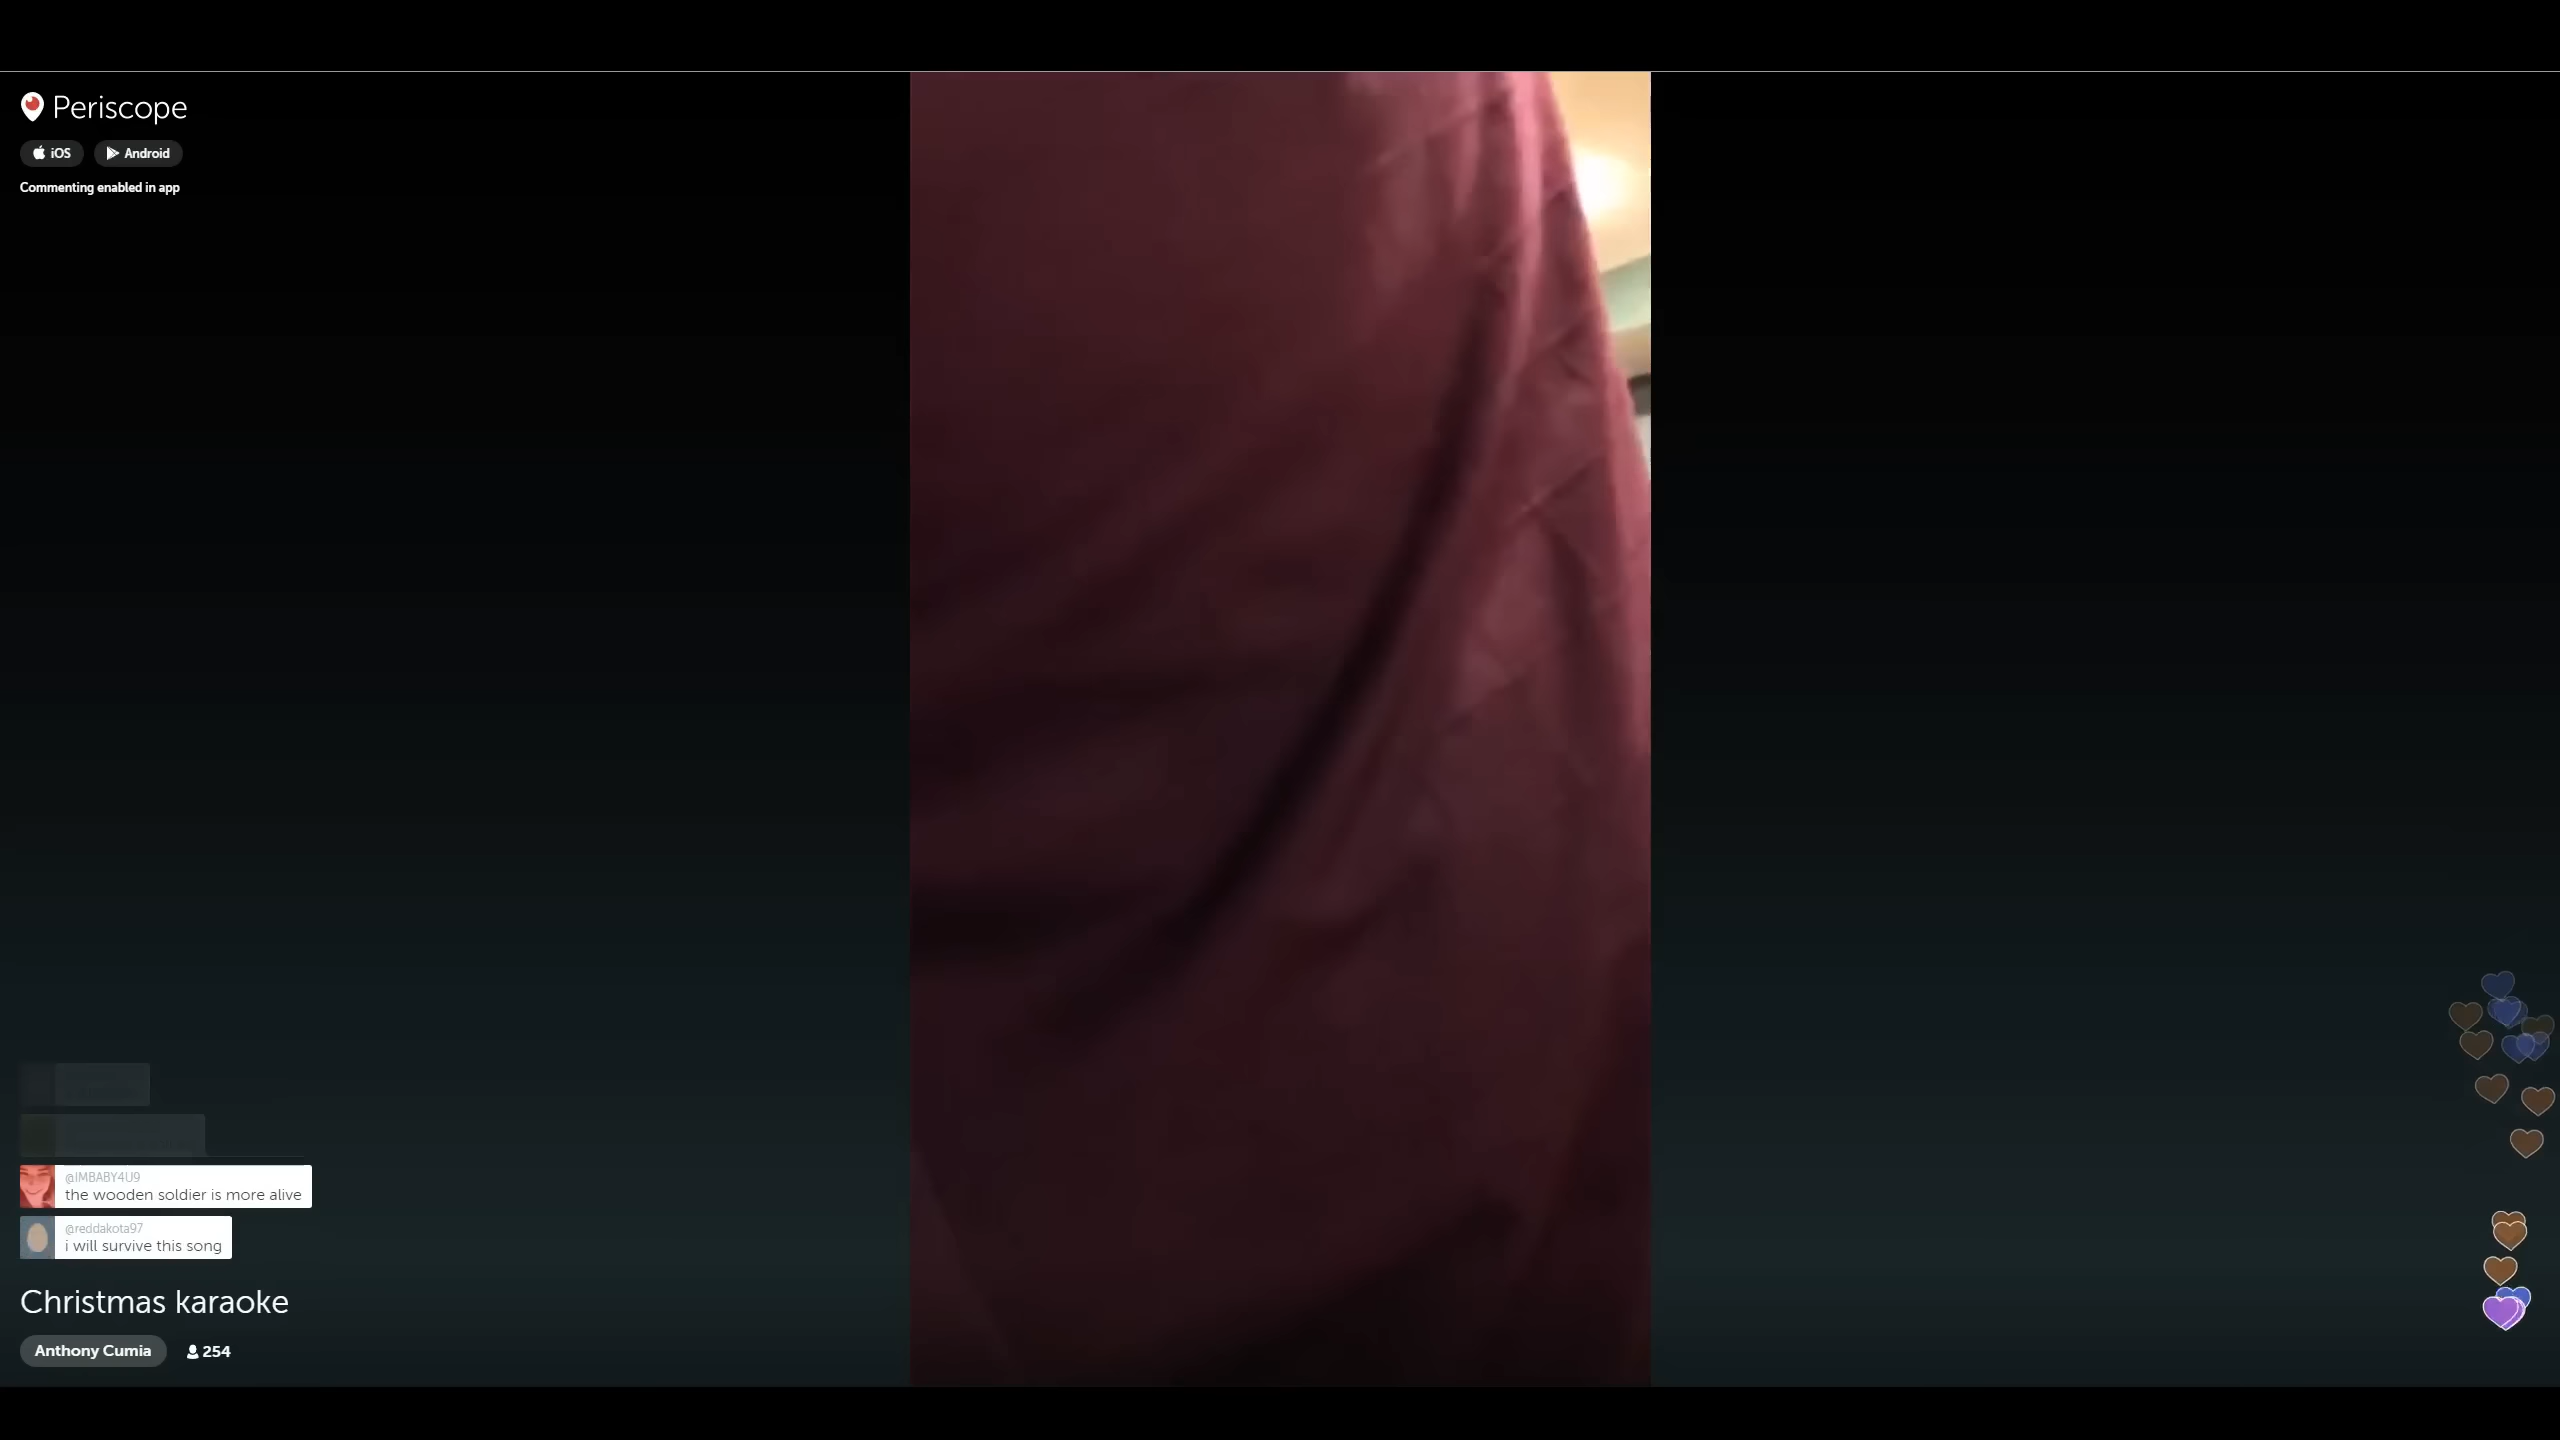 Periscope
iOS
Android
Commenting enabled in app
@IMBABY4U9
the wooden soldier is more alive
@reddakota97
i will survive this song
Christmas karaoke
Anthony Cumia
254